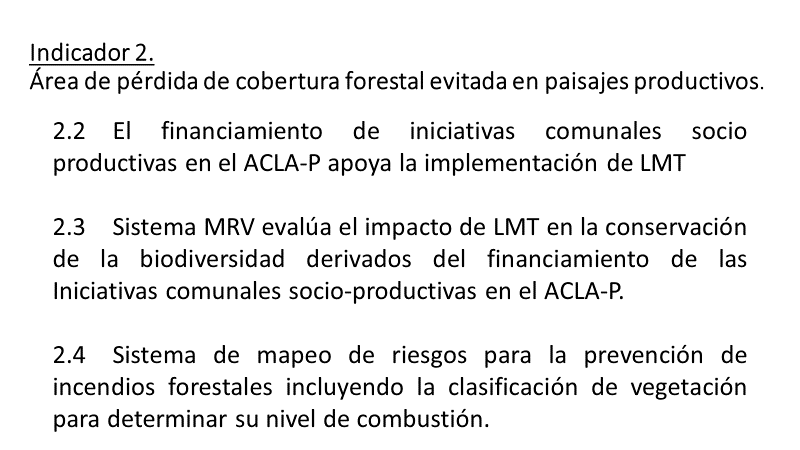 Indicador 2.
Área de pérdida de cobertura forestal evitada en paisajes productivos.
2.2 El financiamiento de iniciativas comunales socio
productivas en el ACLA-P apoya la implementación de LMT
2.3 Sistema MRV evalúa el impacto de LMT en la conservación
de la biodiversidad derivados del financiamiento de las
Iniciativas comunales socio-productivas en el ACLA-P.
2.4 Sistema de mapeo de riesgos para la prevención de
incendios forestales incluyendo la clasificación de vegetación
para determinar su nivel de combustión.